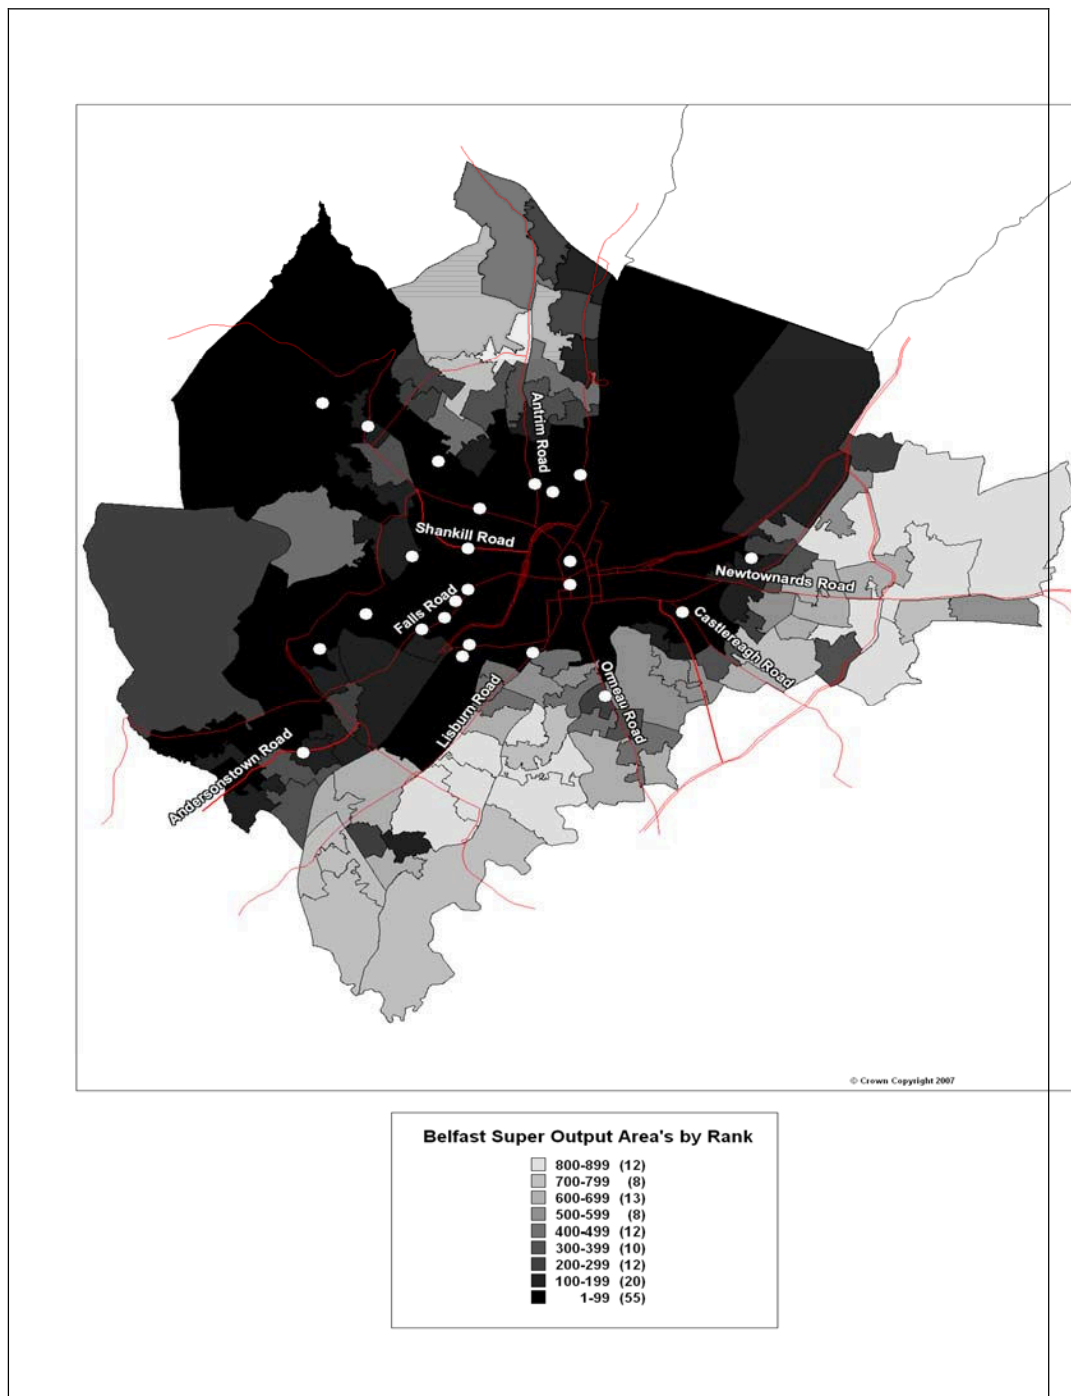 Antrim Road
Shankill Road
Falls Road
Newtownards Road
Castlereagh Road
Ormeau Road
Lisburn Road
Andersonstown Road
© Crown Copyright 2007
Belfast Super Output Area's by Rank
800-899 (12)
700-799 (8)
600-699 (13)
500-599 (8)
400-499 (12)
300-399 (10)
200-299 (12)
100-199 (20)
1-99 (55)